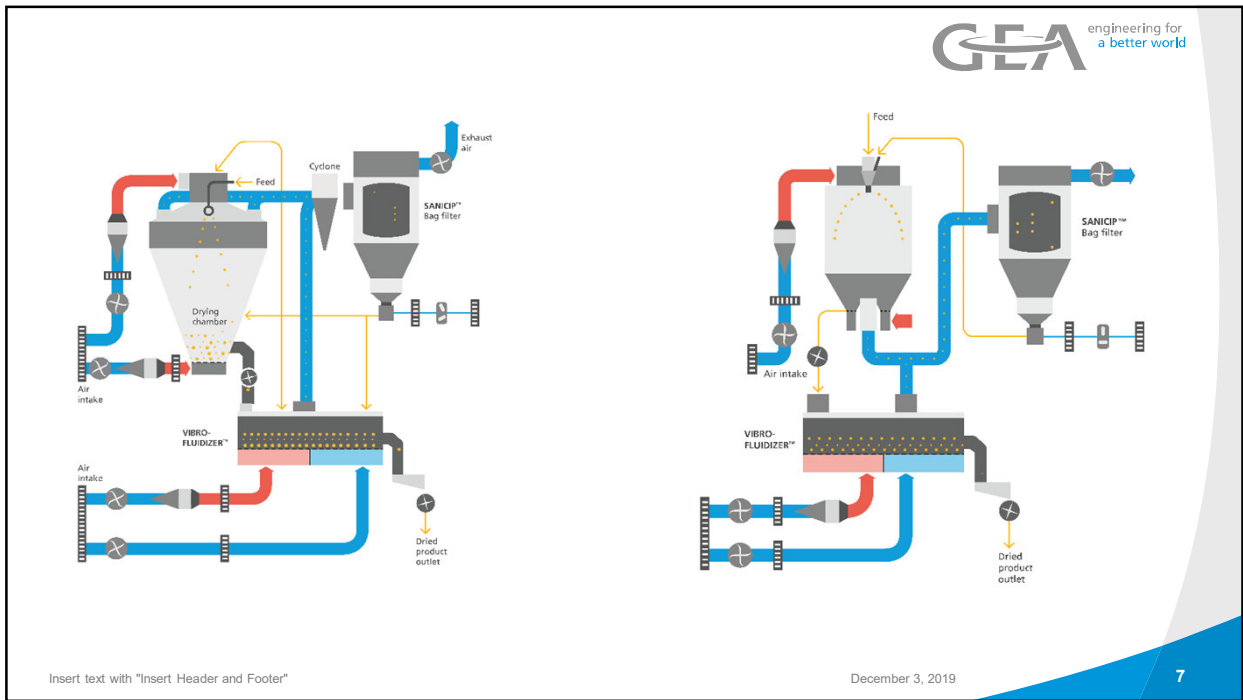 GEA
engineering for
a better world
Exhaust
air
Cyclone
Feed
SANICIP™
Bag filter
Drying
chamber
Air
intake
VIBRO-
FLUIDIZER™
Air
intake
Dried
product
outlet
Feed
SANICIP™
Bag filter
Air intake
VIBRO-
FLUIDIZER™
Dried
product
outlet
Insert text with "Insert Header and Footer"
December 3, 2019
7